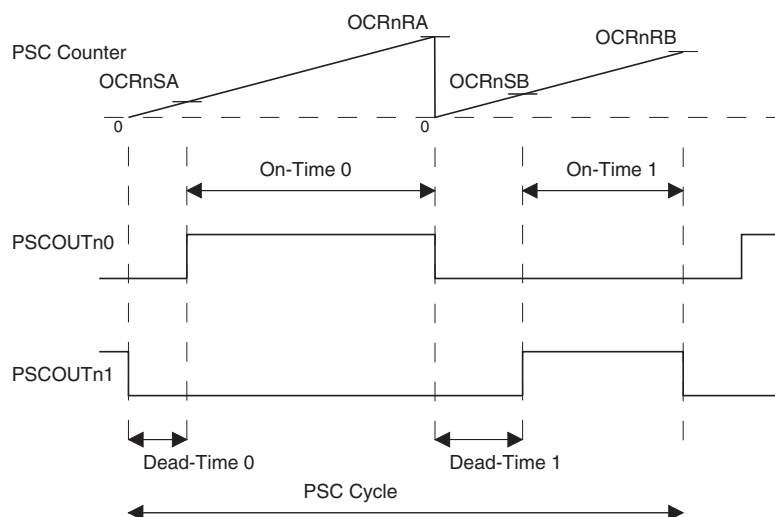 OCRnRA
OCRnRB
PSC Counter
OCRnSA
OCRnSB
0
0
On-Time 0
On-Time 1
PSCOUTn0
PSCOUTn1
Dead-Time 0
Dead-Time 1
PSC Cycle